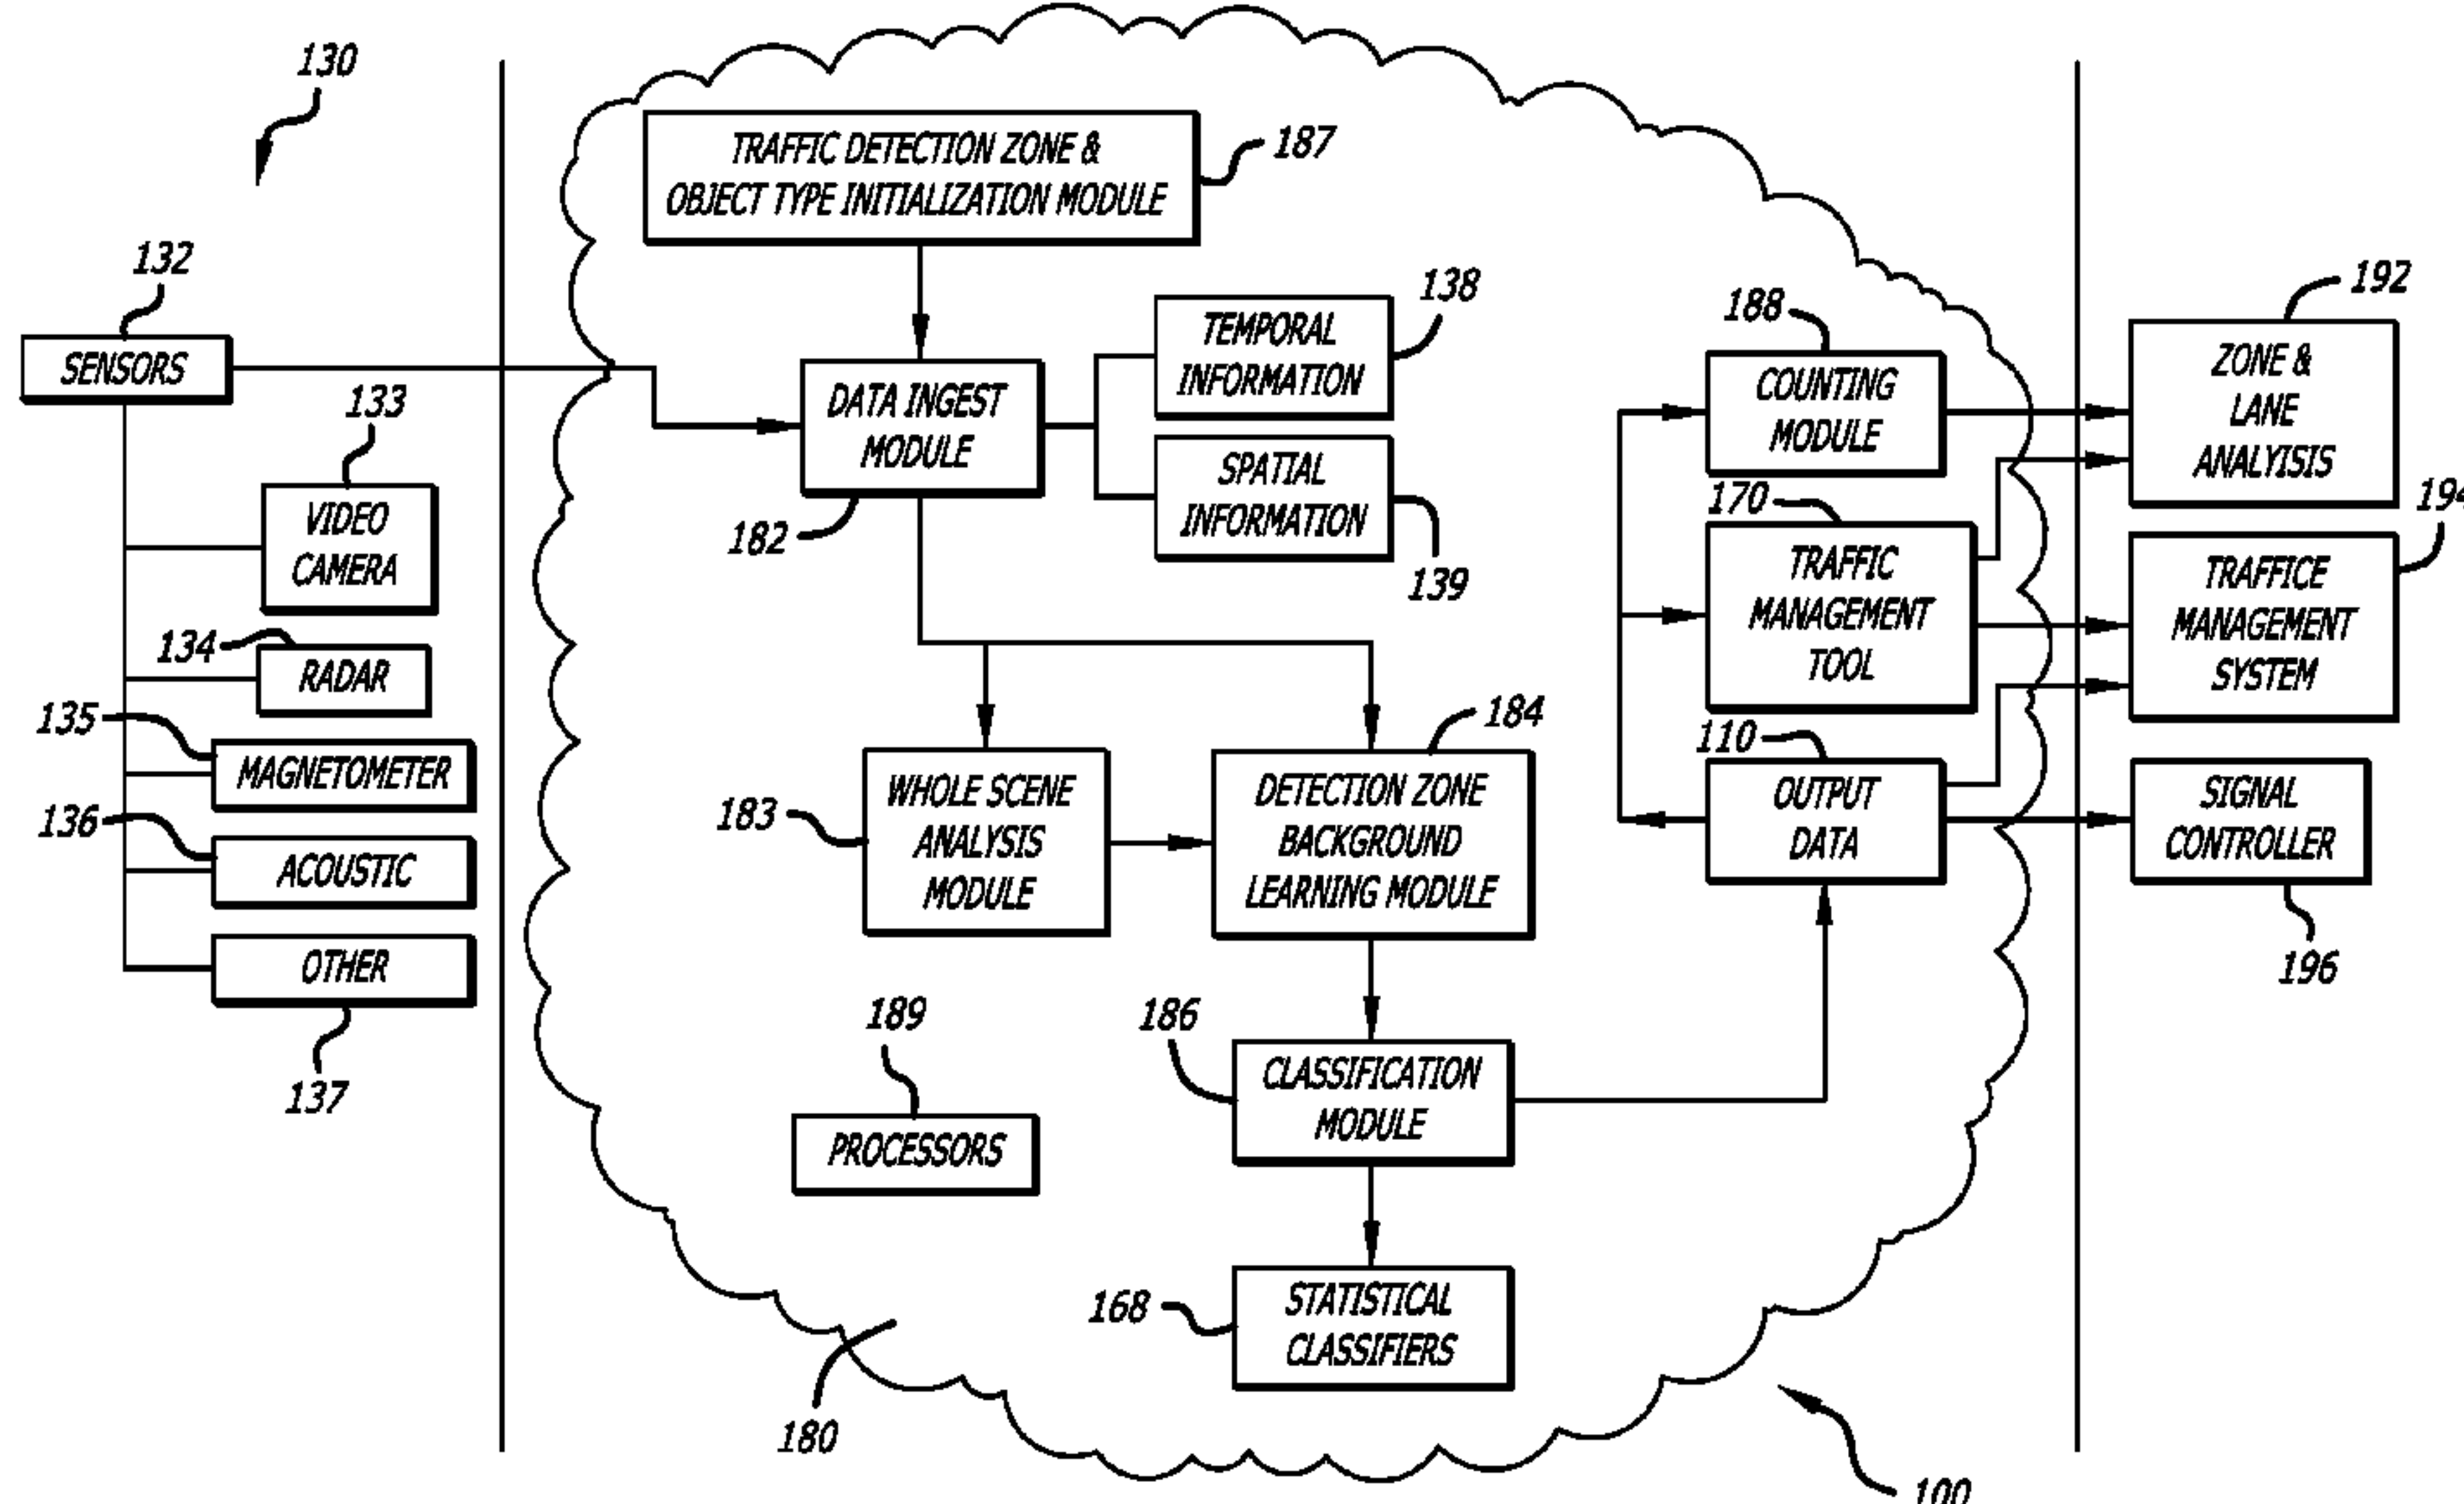 130
132
SENSORS
133
VIDEO
CAMERA
134
RADAR
135
MAGNETOMETER
136
ACOUSTIC
OTHER
137
TRAFFIC DETECTION ZONE &
OBJECT TYPE INITIALIZATION MODULE
187
DATA INGEST
MODULE
182
TEMPORAL
INFORMATION
138
SPATIAL
INFORMATION
139
WHOLE SCENE
ANALYSIS
MODULE
183
DETECTION ZONE
BACKGROUND
LEARNING MODULE
184
CLASSIFICATION
MODULE
186
189
PROCESSORS
STATISTICAL
CLASSIFIERS
168
180
188
COUNTING
MODULE
170
TRAFFIC
MANAGEMENT
TOOL
110
OUTPUT
DATA
192
ZONE &
LANE
ANALYISIS
194
TRAFFICE
MANAGEMENT
SYSTEM
SIGNAL
CONTROLLER
196
100